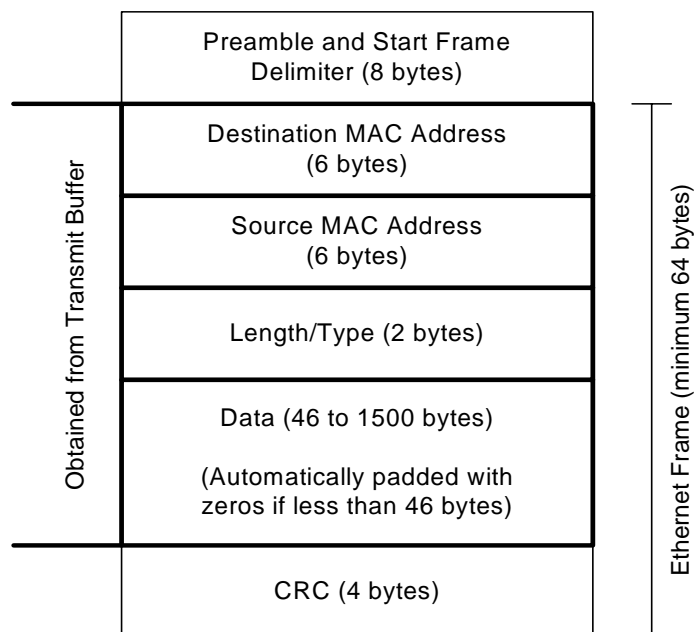 Preamble and Start Frame
Delimiter (8 bytes)
Destination MAC Address
(6 bytes)
Source MAC Address
(6 bytes)
Length/Type (2 bytes)
Data (46 to 1500 bytes)
(Automatically padded with
zeros if less than 46 bytes)
CRC (4 bytes)
Obtained from Transmit Buffer
Ethernet Frame (minimum 64 bytes)